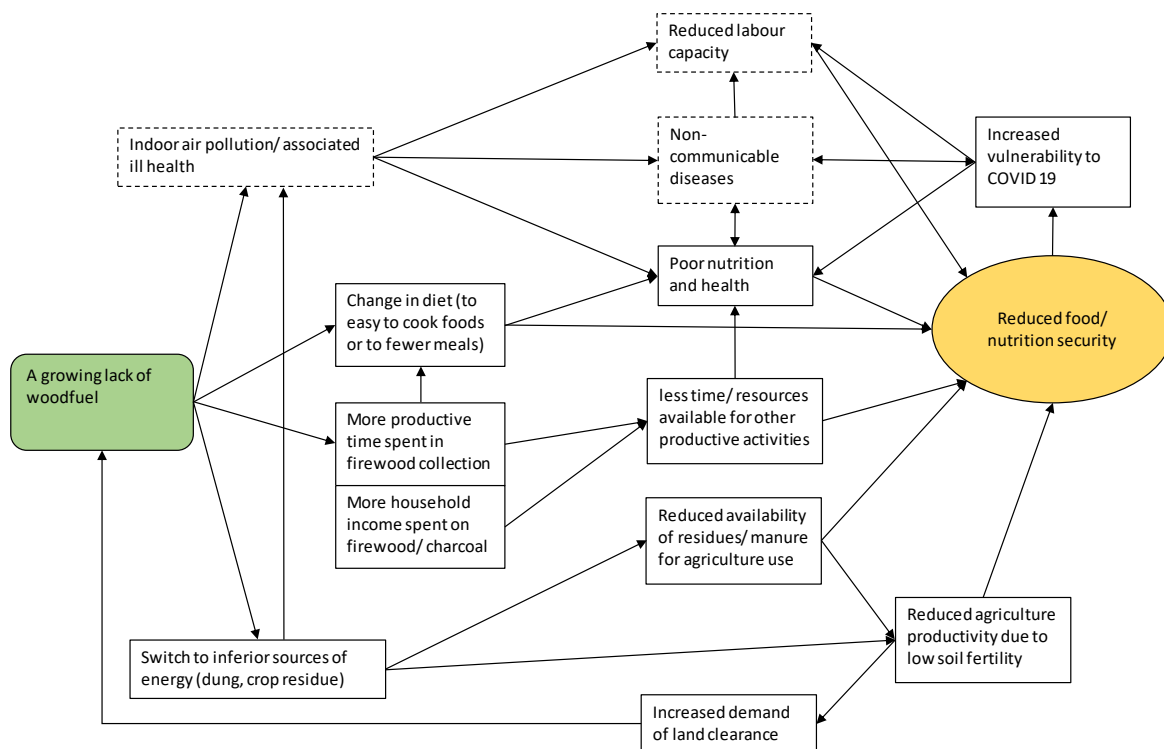 Reduced labour
capacity
Indoor air pollution/ associated
ill health
Non-
communicable
diseases
Increased
vulnerability to
COVID 19
Poor nutrition
and health
Change in diet (to
easy to cook foods
or to fewer meals)
Reduced food/
nutrition security
A growing lack of
woodfuel
More productive
time spent in
firewood collection
less time/ resources
available for other
productive activities
More household
income spent on
firewood/ charcoal
Reduced availability
of residues/ manure
for agriculture use
Reduced agriculture
productivity due to
low soil fertility
Switch to inferior sources of
energy (dung, crop residue)
Increased demand
of land clearance